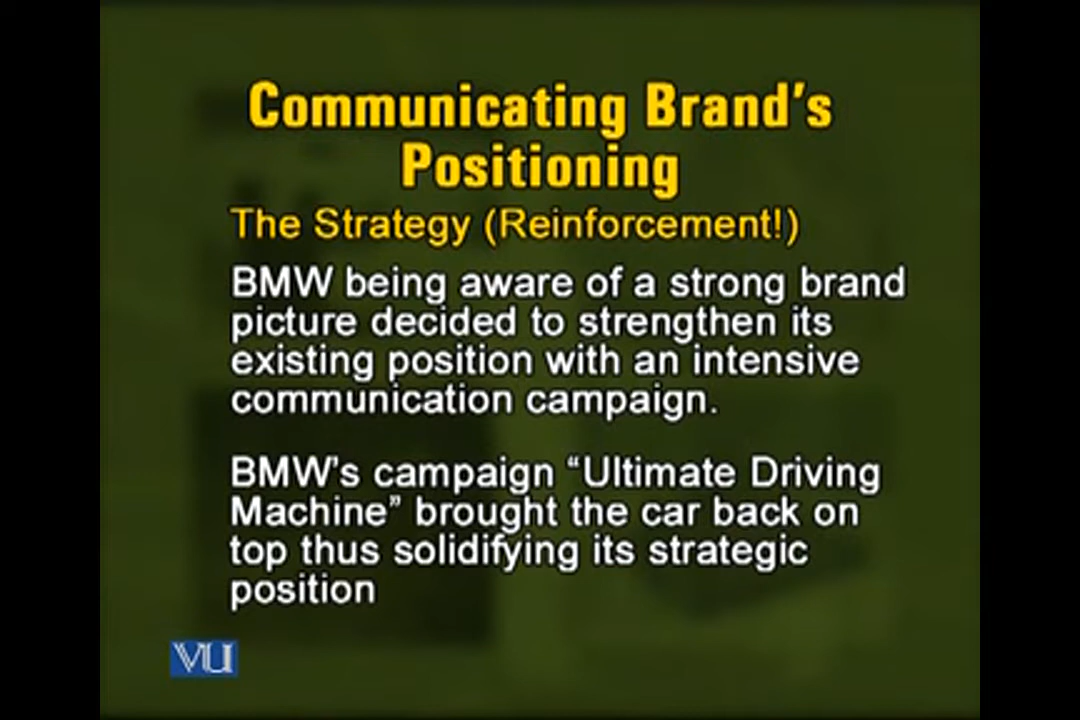 Communicating Brand’s
Positioning
The Strategy (Reinforcement!)
BMW being aware of a strong brand
picture decided to strengthen its
existing position with an intensive
communication campaign.
BMW’s campaign “Ultimate Driving
Machine” brought the car back on
top thus solidifying its strategic
position
VU